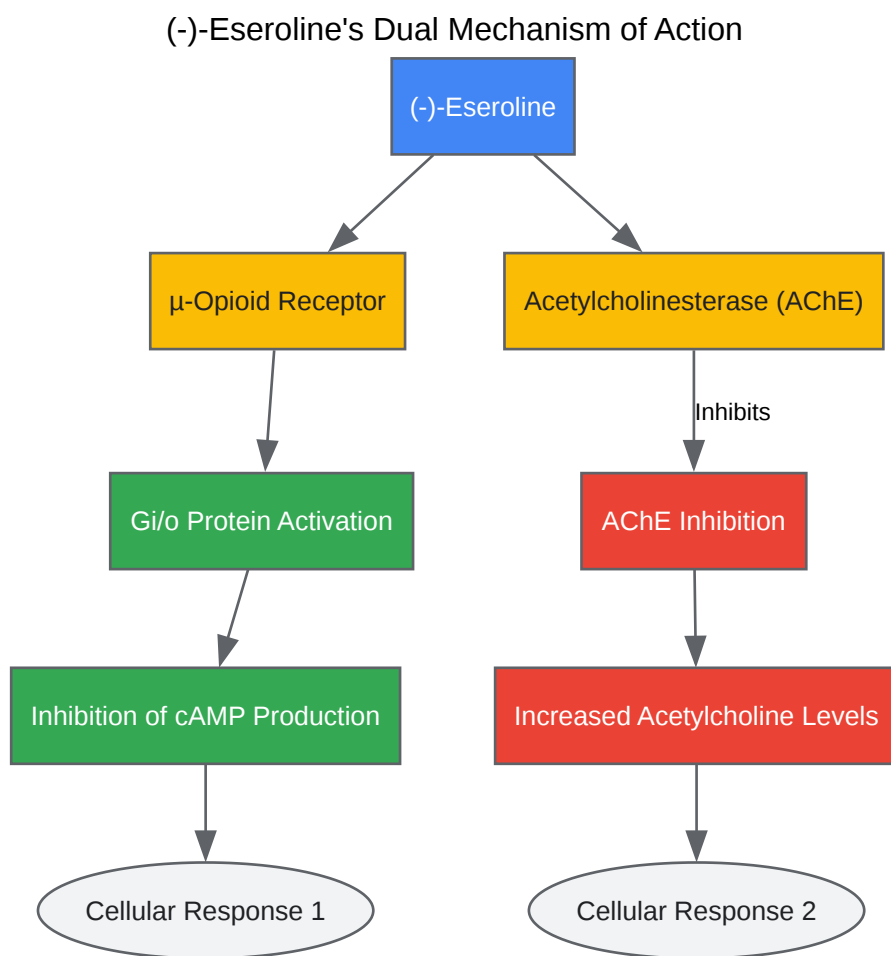 (-)-Eseroline's Dual Mechanism of Action
(-)-Eseroline
µ-Opioid Receptor
Acetylcholinesterase (AChE)
Inhibits
Gi/o Protein Activation
AChE Inhibition
Inhibition of cAMP Production
Increased Acetylcholine Levels
Cellular Response 1
Cellular Response 2